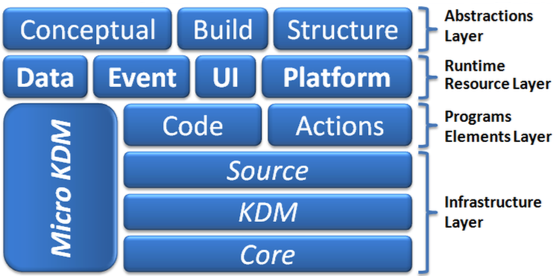 Conceptual Build Structure
Abstractions
Layer
Data Event UI Platform
Runtime
Resource Layer
Micro KDM
Code Actions
Programs
Elements Layer
Source
KDM
Core
Infrastructure
Layer